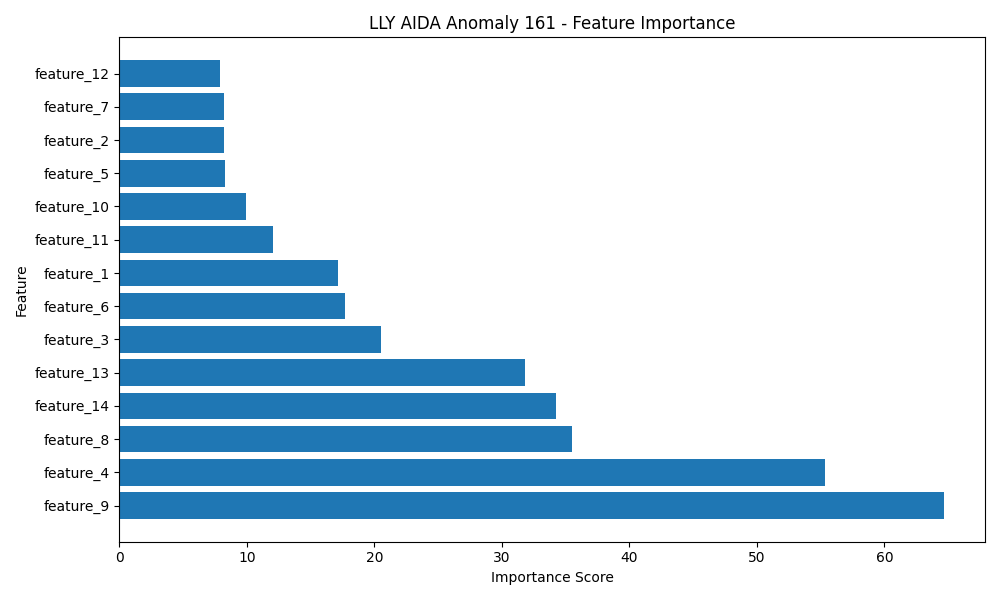 LLY AIDA Anomaly 161 - Feature Importance
feature_12
feature_7
feature_2
feature_5
feature_10
feature_11
feature_1
feature_6
feature_3
feature_13
feature_14
feature_8
feature_4
feature_9
Feature
0 10 20 30 40 50 60
Importance Score